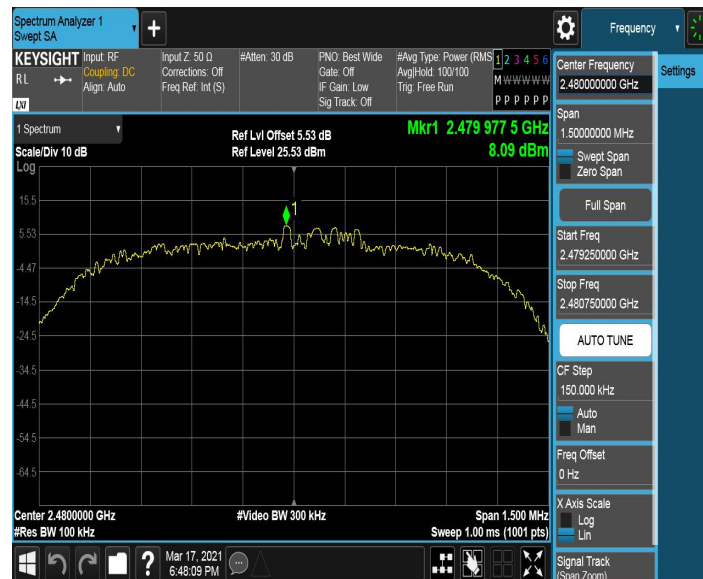 Spectrum Analyzer 1
Swept SA
Frequency
KEYSIGHT
RL
LXI
Input: RF
Coupling: DC
Align: Auto
Input Z: 50 Ω
Corrections: Off
Freq Ref: Int (S)
#Atten: 30 dB
PNO: Best Wide
Gate: Off
IF Gain: Low
Sig Track: Off
#Avg Type: Power (RMS
Avg|Hold: 100/100
Trig: Free Run
1 2 3 4 5 6
M W W W W W
P P P P P P
1 Spectrum
Scale/Div 10 dB
Log
Ref Lvl Offset 5.53 dB
Ref Level 25.53 dBm
Mkr1 2.479 977 5 GHz
8.09 dBm
1
15.5
5.53
-4.47
-14.5
-24.5
-34.5
-44.5
-54.5
-64.5
Center 2.4800000 GHz
#Res BW 100 kHz
#Video BW 300 kHz
Span 1.500 MHz
Sweep 1.00 ms (1001 pts)
Mar 17, 2021
6:48:09 PM
Center Frequency
2.480000000 GHz
Settings
Span
1.50000000 MHz
Swept Span
Zero Span
Full Span
Start Freq
2.479250000 GHz
Stop Freq
2.480750000 GHz
AUTO TUNE
CF Step
150.000 kHz
Auto
Man
Freq Offset
0 Hz
X Axis Scale
Log
Lin
Signal Track
(Span Zoom)